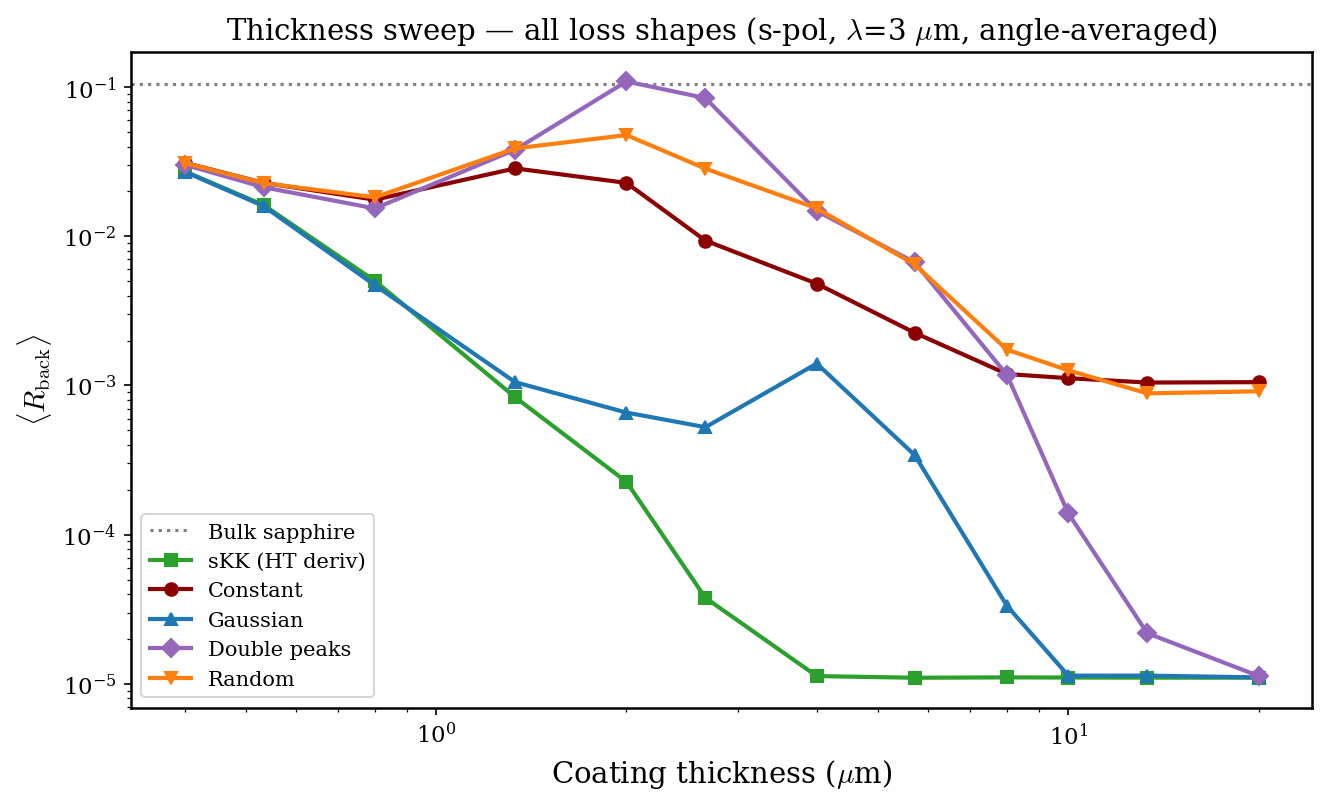 Thickness sweep — all loss shapes (s-pol, λ=3 μm, angle-averaged)
⟨R_back⟩
10⁻¹
10⁻²
10⁻³
10⁻⁴
10⁻⁵
Bulk sapphire
sKK (HT deriv)
Constant
Gaussian
Double peaks
Random
10⁰
10¹
Coating thickness (μm)